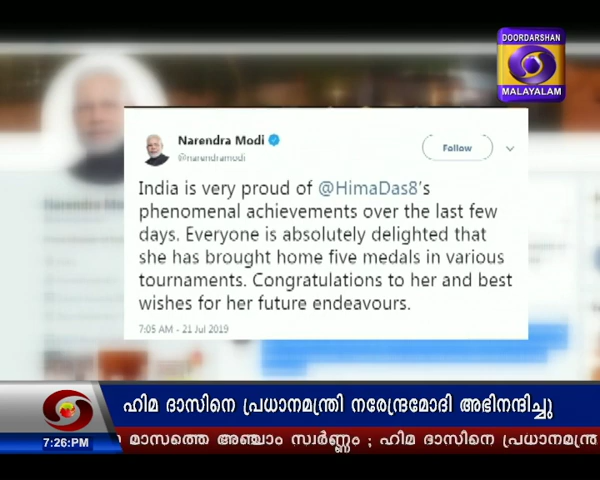 DOORDARSHAN
MALAYALAM
Narendra Modi
@narendramodi
Follow
India is very proud of @HimaDas8's
phenomenal achievements over the last few
days. Everyone is absolutely delighted that
she has brought home five medals in various
tournaments. Congratulations to her and best
wishes for her future endeavours.
7:05 AM - 21 Jul 2019
ഹിമ ദാസിനെ പ്രധാനമന്ത്രി നരേന്ദ്രമോദി അഭിനന്ദിച്ചു
7:26:PM
മാസത്തെ അഞ്ചാം സ്വർണ്ണം ; ഹിമ ദാസിനെ പ്രധാനമന്ത്ര